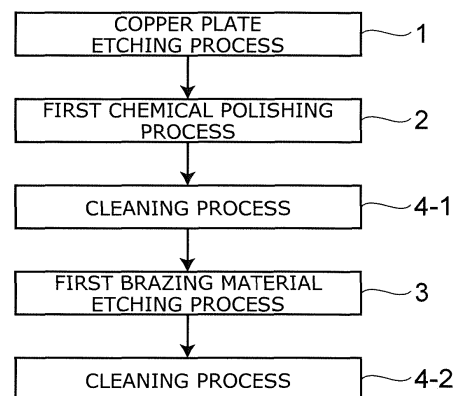 COPPER PLATE
ETCHING PROCESS
1
FIRST CHEMICAL POLISHING
PROCESS
2
CLEANING PROCESS
4-1
FIRST BRAZING MATERIAL
ETCHING PROCESS
3
CLEANING PROCESS
4-2